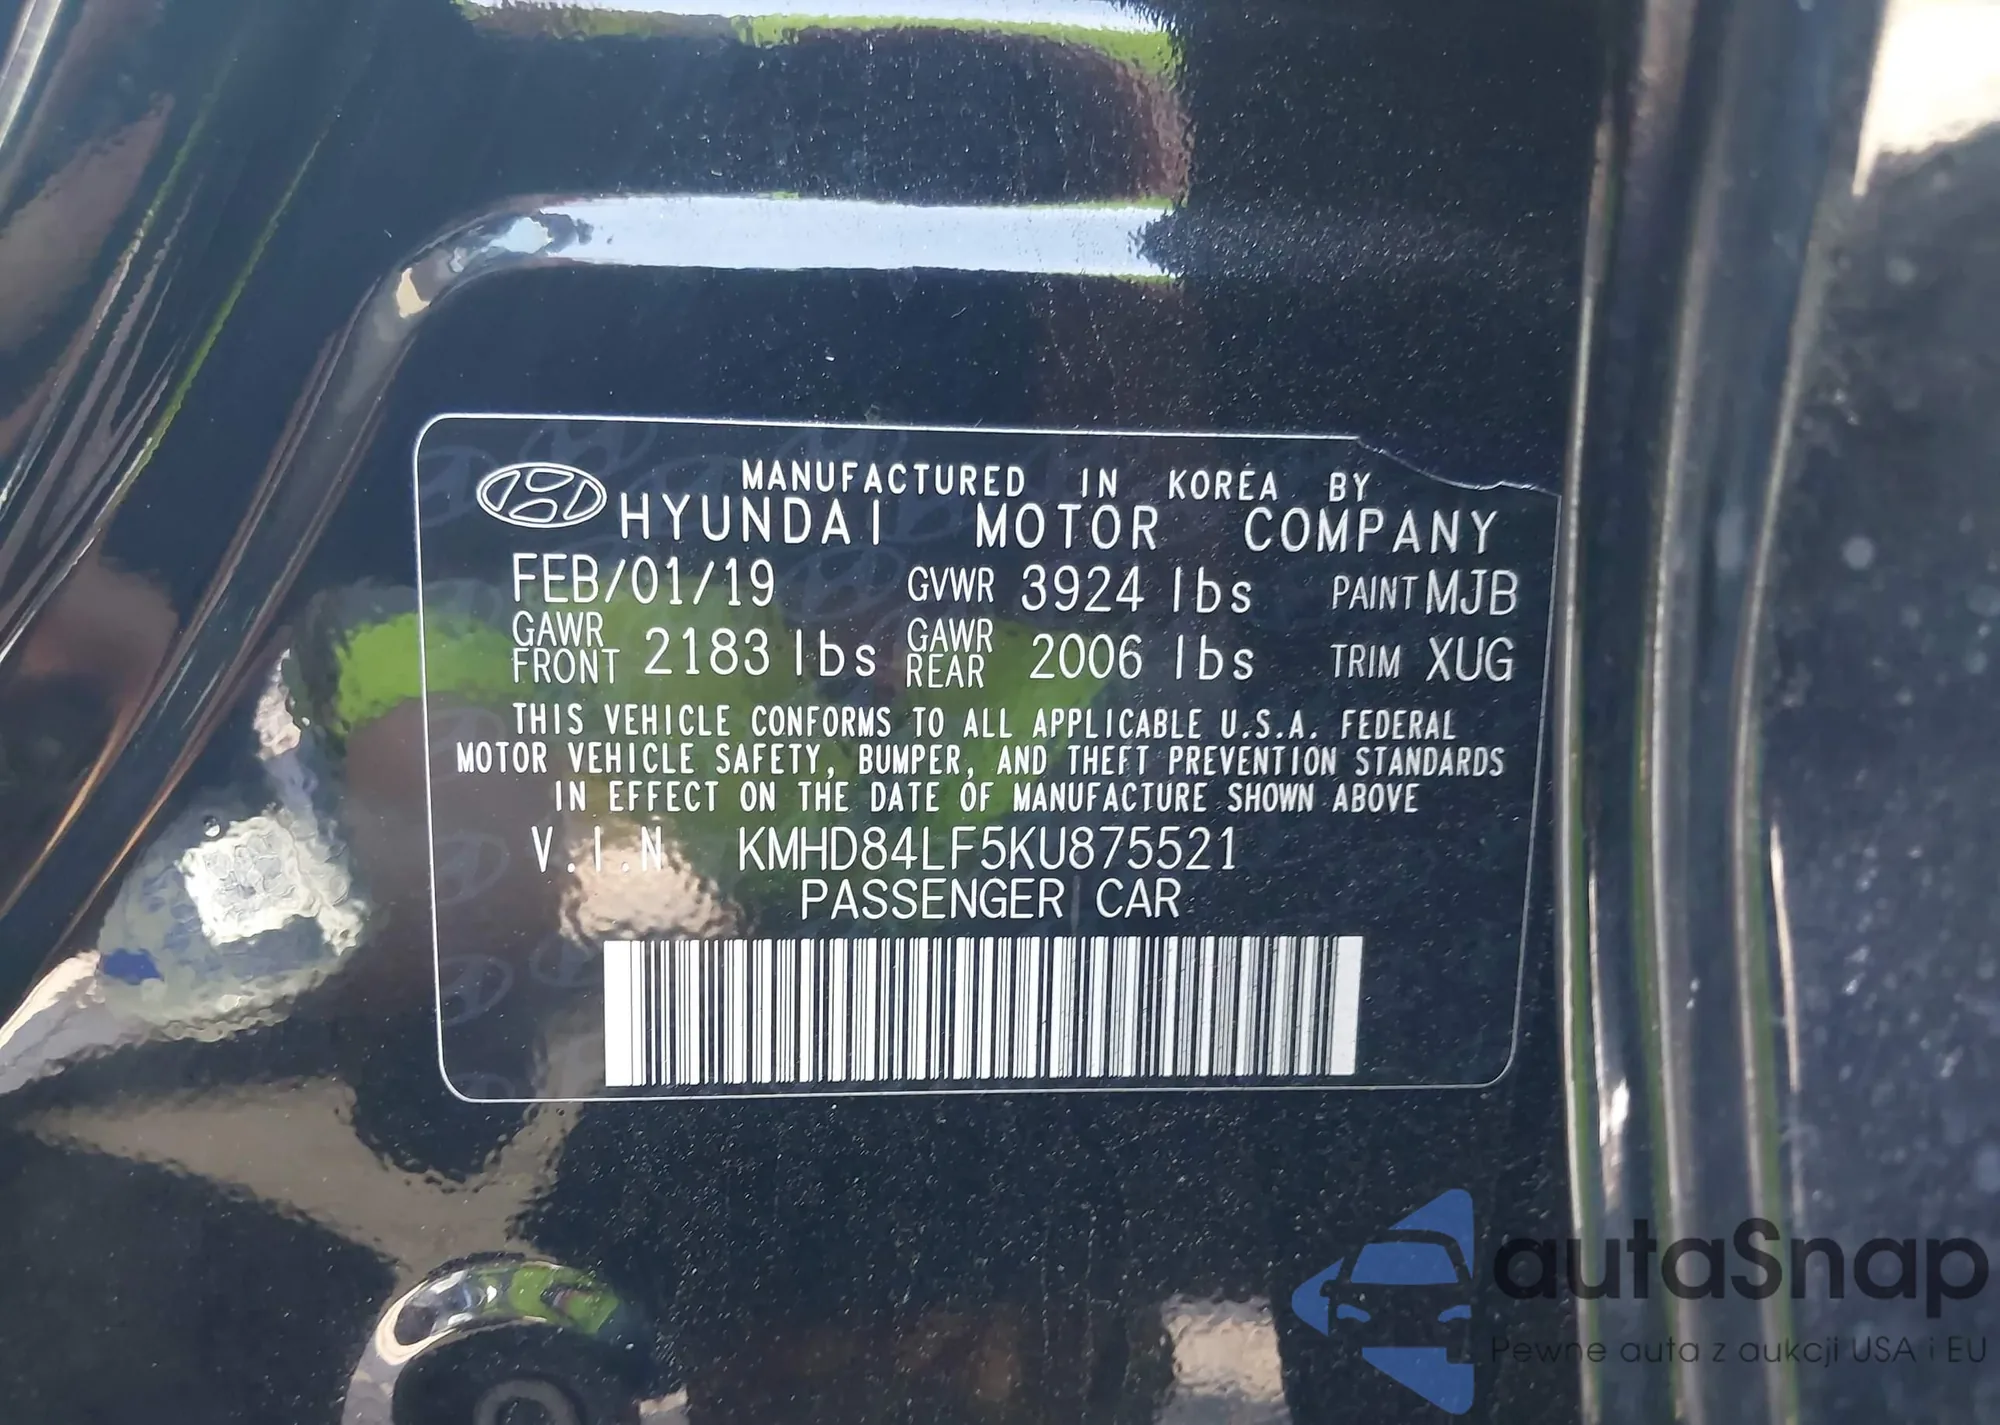 MANUFACTURED IN KOREA BY
HYUNDAI MOTOR COMPANY
FEB/01/19 GVWR 3924 lbs PAINT MJB
GAWR FRONT 2183 lbs GAWR REAR 2006 lbs TRIM XUG
THIS VEHICLE CONFORMS TO ALL APPLICABLE U.S.A. FEDERAL
MOTOR VEHICLE SAFETY, BUMPER, AND THEFT PREVENTION STANDARDS
IN EFFECT ON THE DATE OF MANUFACTURE SHOWN ABOVE
V.I.N KMHD84LF5KU875521
PASSENGER CAR
autaSnap
Pewne auta z aukcji USA i EU